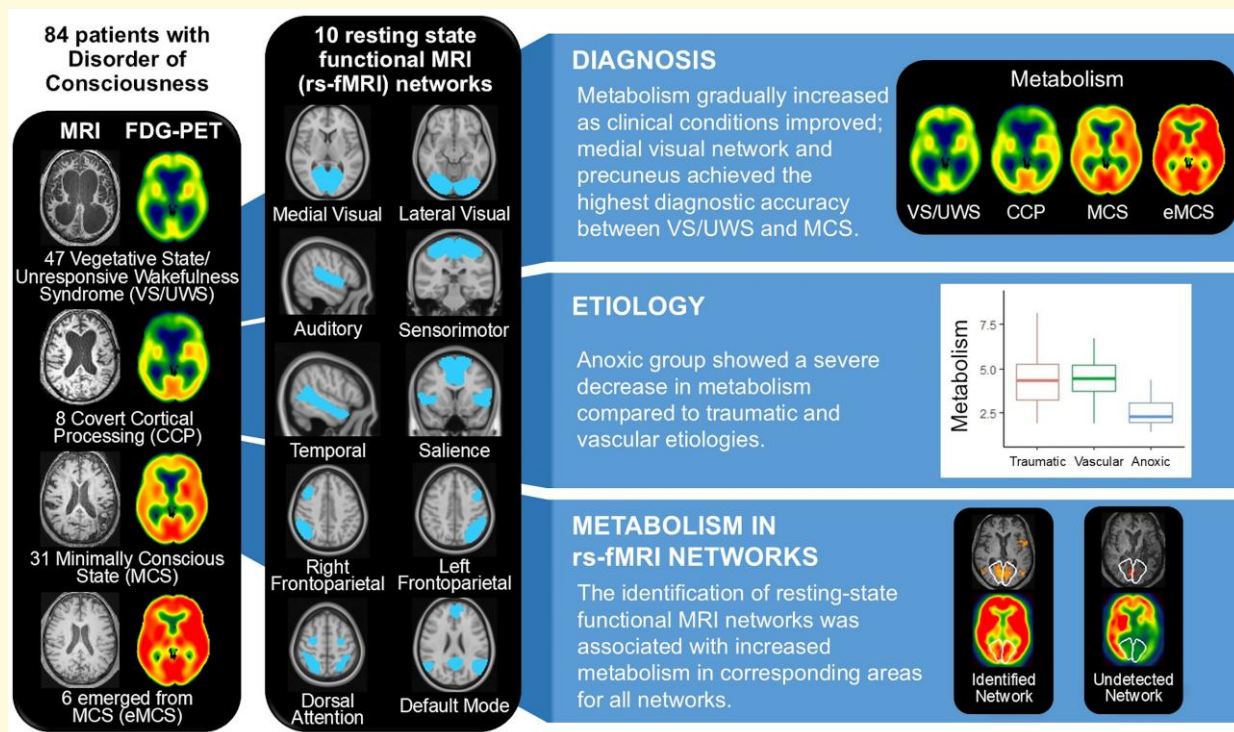 84 patients with
Disorder of
Consciousness
MRI FDG-PET
47 Vegetative State/
Unresponsive Wakefulness
Syndrome (VS/UWS)
8 Covert Cortical
Processing (CCP)
31 Minimally Conscious
State (MCS)
6 emerged from
MCS (eMCS)
10 resting state
functional MRI
(rs-fMRI) networks
Medial Visual Lateral Visual
Auditory Sensorimotor
Temporal Salience
Right
Frontoparietal
Left
Frontoparietal
Dorsal
Attention
Default Mode
DIAGNOSIS
Metabolism gradually increased
as clinical conditions improved;
medial visual network and
precuneus achieved the
highest diagnostic accuracy
between VS/UWS and MCS.
Metabolism
VS/UWS CCP MCS eMCS
ETIOLOGY
Anoxic group showed a severe
decrease in metabolism
compared to traumatic and
vascular etiologies.
Metabolism
7.5
5.0
2.5
Traumatic Vascular Anoxic
METABOLISM IN
rs-fMRI NETWORKS
The identification of resting-state
functional MRI networks was
associated with increased
metabolism in corresponding areas
for all networks.
Identified
Network
Undetected
Network